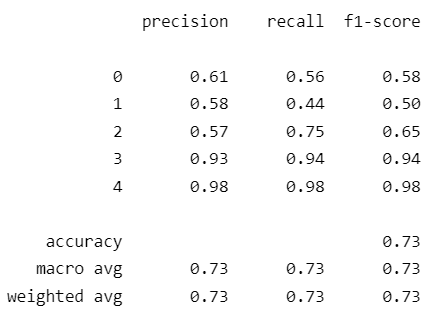 precision recall f1-score
0 0.61 0.56 0.58
1 0.58 0.44 0.50
2 0.57 0.75 0.65
3 0.93 0.94 0.94
4 0.98 0.98 0.98
accuracy 0.73
macro avg 0.73 0.73 0.73
weighted avg 0.73 0.73 0.73